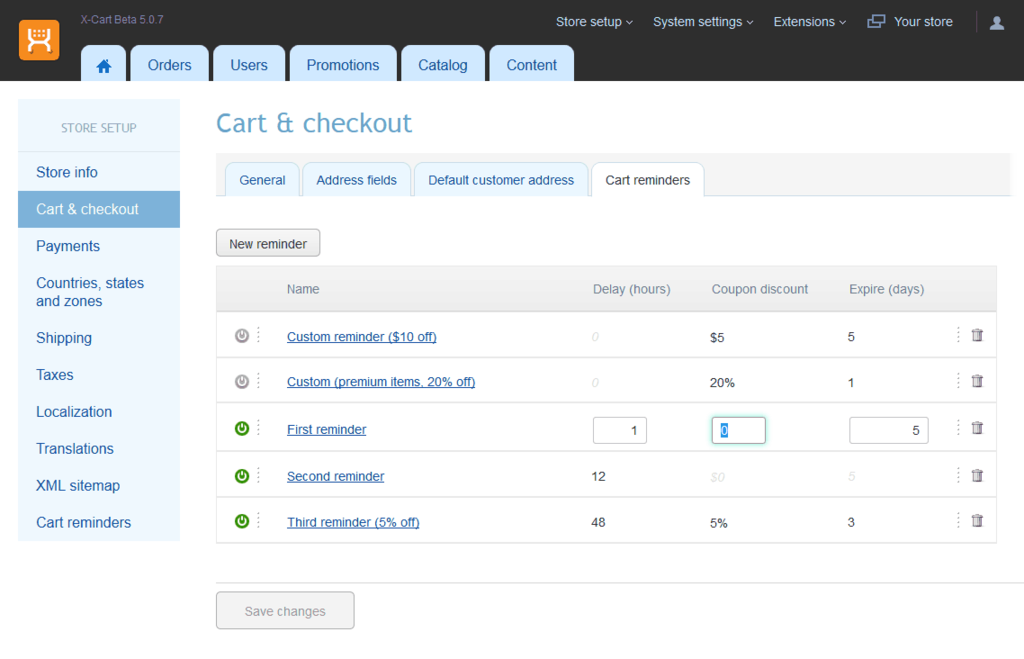 X-Cart Beta 5.0.7
Store setup
System settings
Extensions
Your store
Orders
Users
Promotions
Catalog
Content
STORE SETUP
Store info
Cart & checkout
Payments
Countries, states
and zones
Shipping
Taxes
Localization
Translations
XML sitemap
Cart reminders
Cart & checkout
General
Address fields
Default customer address
Cart reminders
New reminder
Name Delay (hours) Coupon discount Expire (days)
Custom reminder ($10 off) 0 $5 5
Custom (premium items, 20% off) 0 20% 1
First reminder 1 0 5
Second reminder 12 $0 5
Third reminder (5% off) 48 5% 3
Save changes